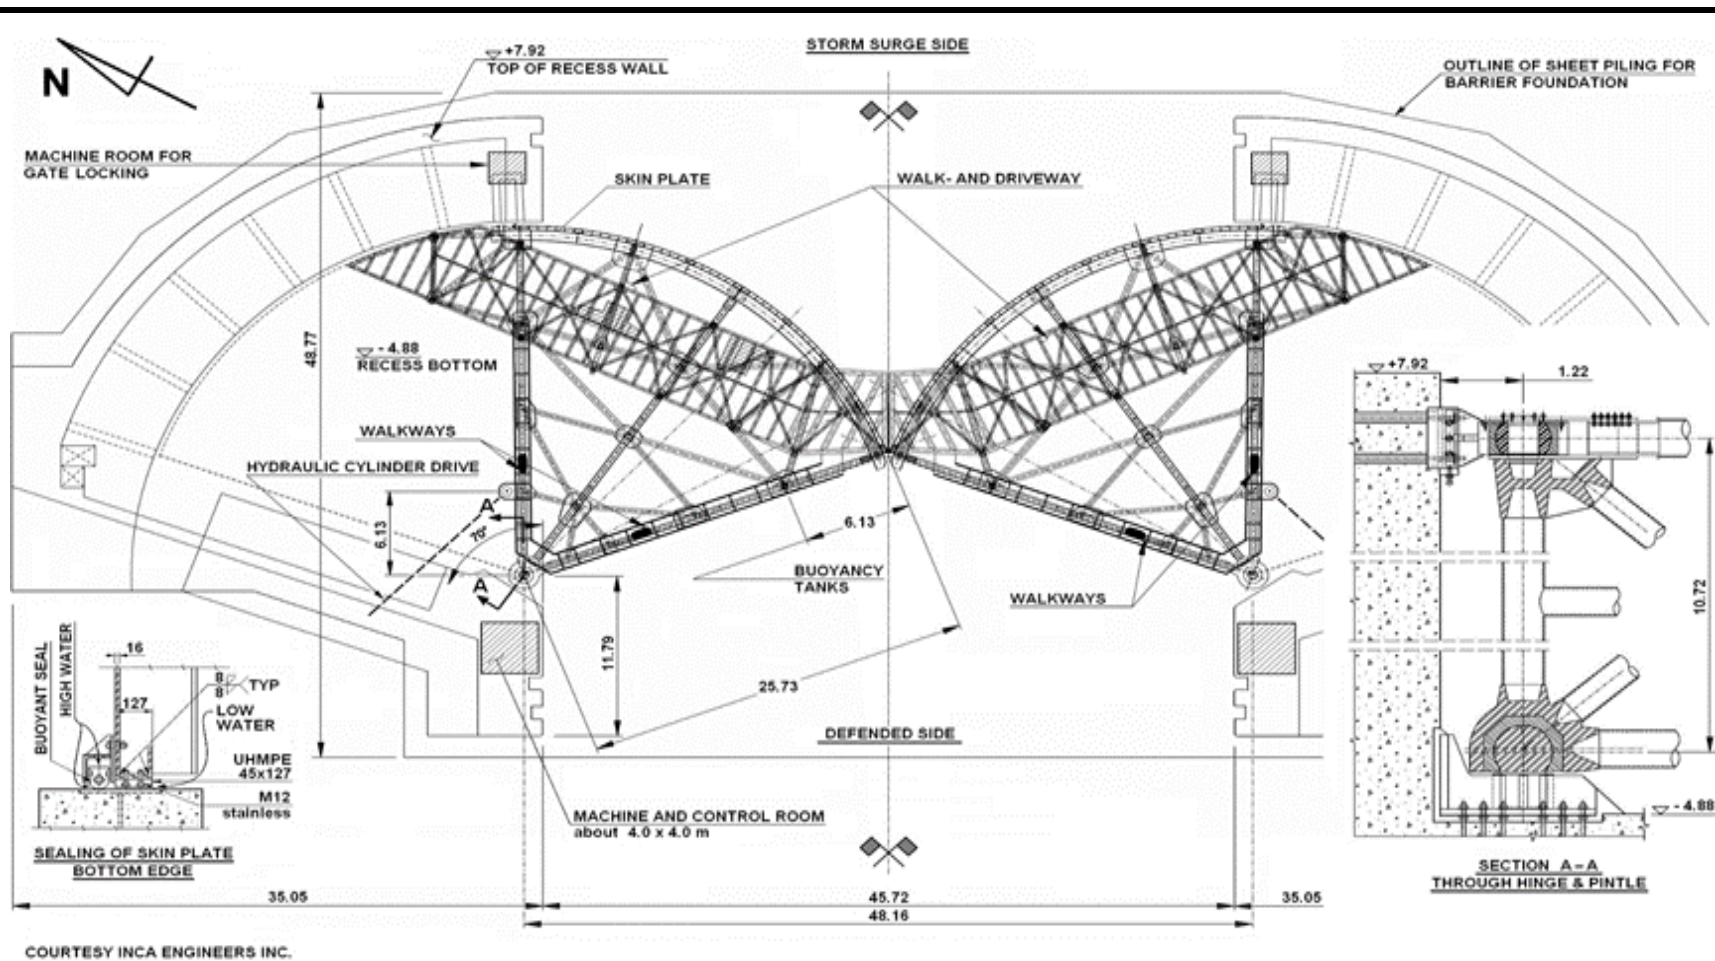 STORM SURGE SIDE
N
+7.92
TOP OF RECESS WALL
OUTLINE OF SHEET PILING FOR
BARRIER FOUNDATION
MACHINE ROOM FOR
GATE LOCKING
SKIN PLATE
WALK- AND DRIVEWAY
48.77
- 4.88
RECESS BOTTOM
+7.92
1.22
WALKWAYS
HYDRAULIC CYLINDER DRIVE
A
6.13
70°
6.13
A
BUOYANCY
TANKS
WALKWAYS
10.72
11.79
25.73
BUOYANT SEAL
HIGH WATER
16
8
8
TYP
127
LOW
WATER
UHMPE
45x127
M12
stainless
DEFENDED SIDE
- 4.88
MACHINE AND CONTROL ROOM
about 4.0 x 4.0 m
SEALING OF SKIN PLATE
BOTTOM EDGE
SECTION A-A
THROUGH HINGE & PINTLE
35.05
45.72
35.05
48.16
COURTESY INCA ENGINEERS INC.